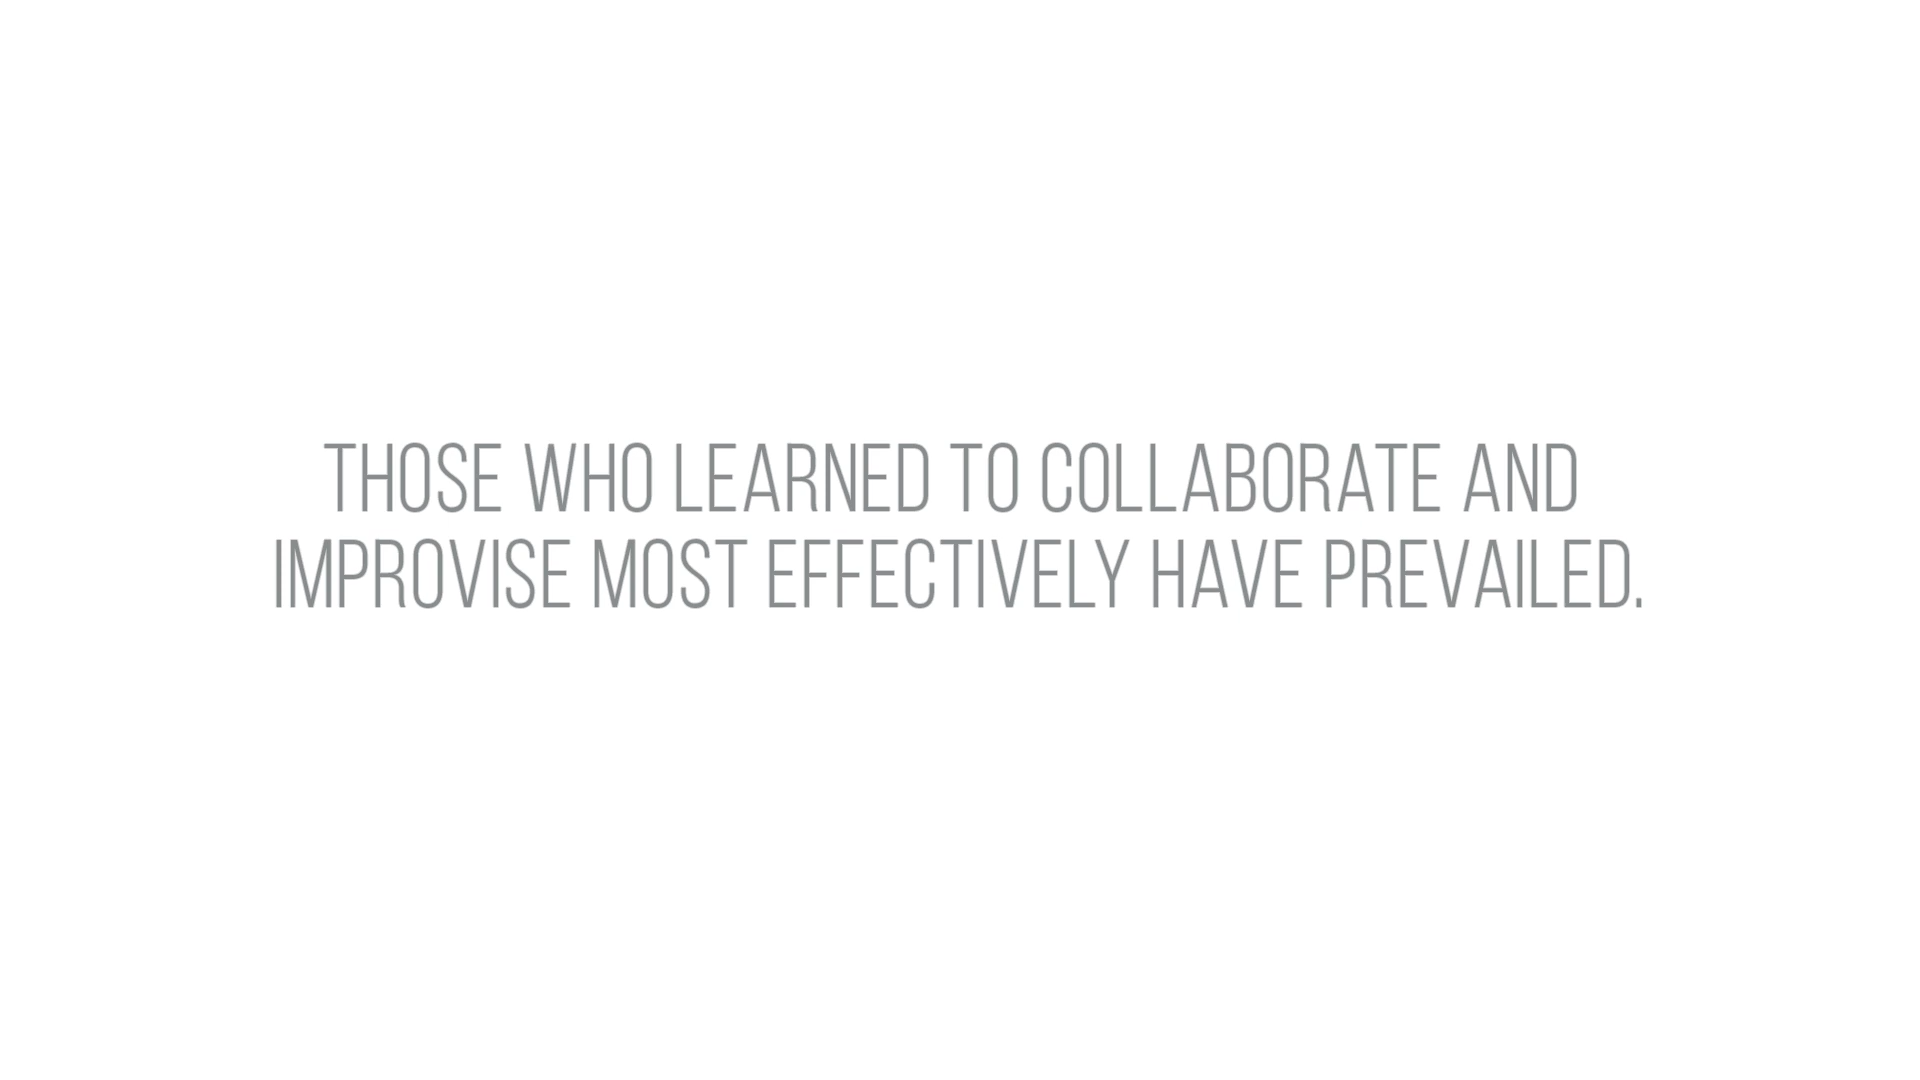 THOSE WHO LEARNED TO COLLABORATE AND
IMPROVISE MOST EFFECTIVELY HAVE PREVAILED.